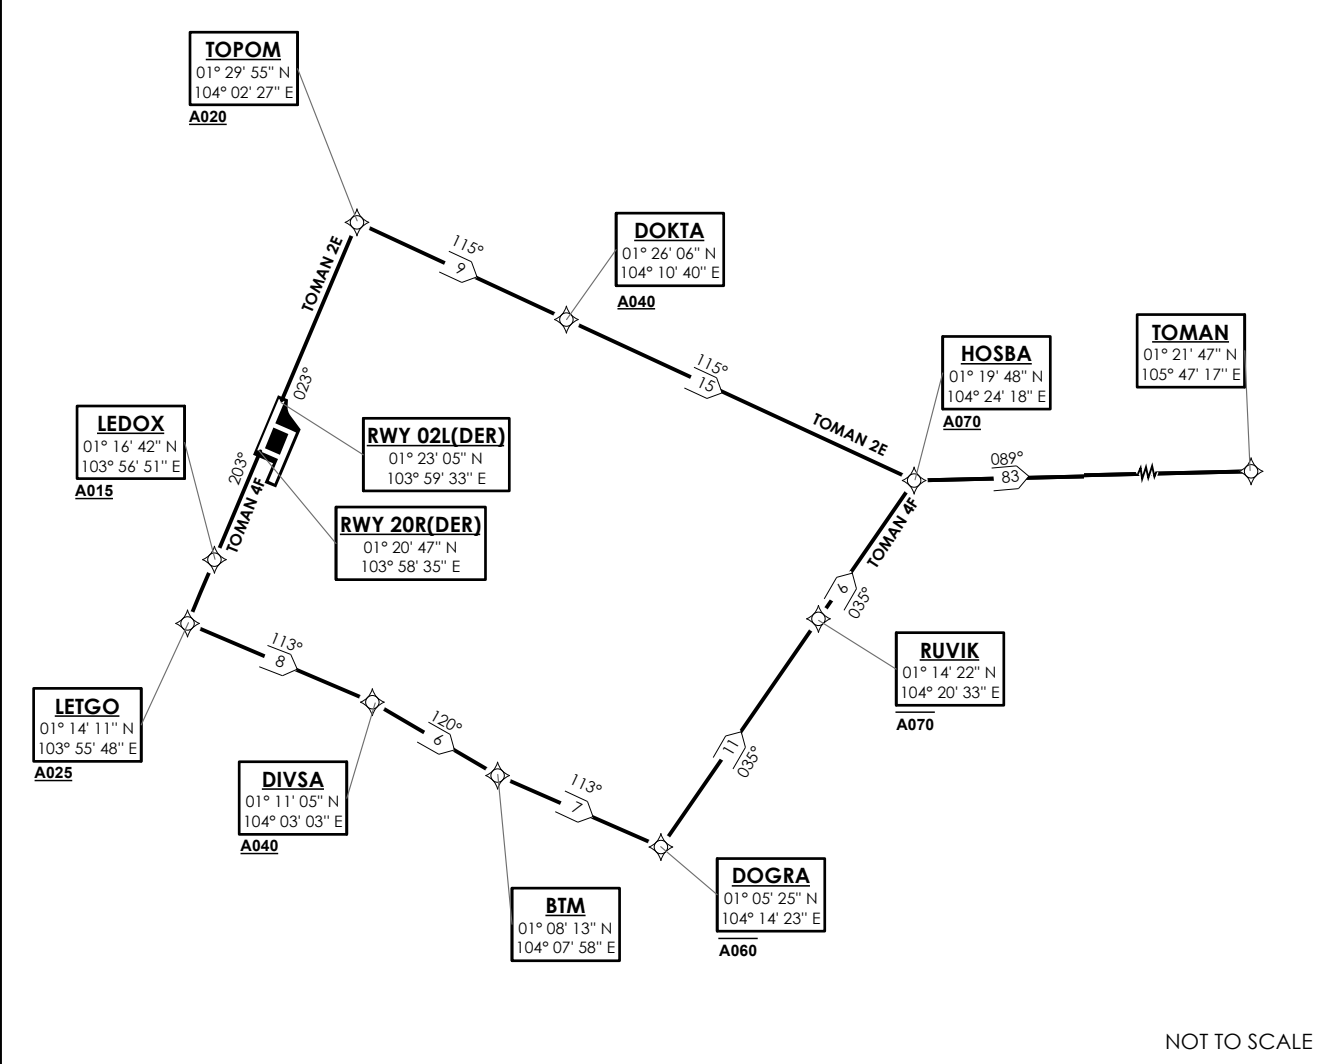 TOPOM
01° 29' 55" N
104° 02' 27" E
A020
DOKTA
01° 26' 06" N
104° 10' 40" E
A040
115°
9
TOMAN 2E
TOMAN
01° 21' 47" N
105° 47' 17" E
HOSBA
01° 19' 48" N
104° 24' 18" E
A070
115°
15
TOMAN 2E
023°
LEDOX
01° 16' 42" N
103° 56' 51" E
A015
RWY 02L(DER)
01° 23' 05" N
103° 59' 33" E
203°
TOMAN 4F
089°
83
RWY 20R(DER)
01° 20' 47" N
103° 58' 35" E
TOMAN 4F
6
035°
RUVIK
01° 14' 22" N
104° 20' 33" E
A070
113°
8
LETGO
01° 14' 11" N
103° 55' 48" E
A025
120°
6
11
035°
DIVSA
01° 11' 05" N
104° 03' 03" E
A040
113°
7
DOGRA
01° 05' 25" N
104° 14' 23" E
A060
BTM
01° 08' 13" N
104° 07' 58" E
NOT TO SCALE